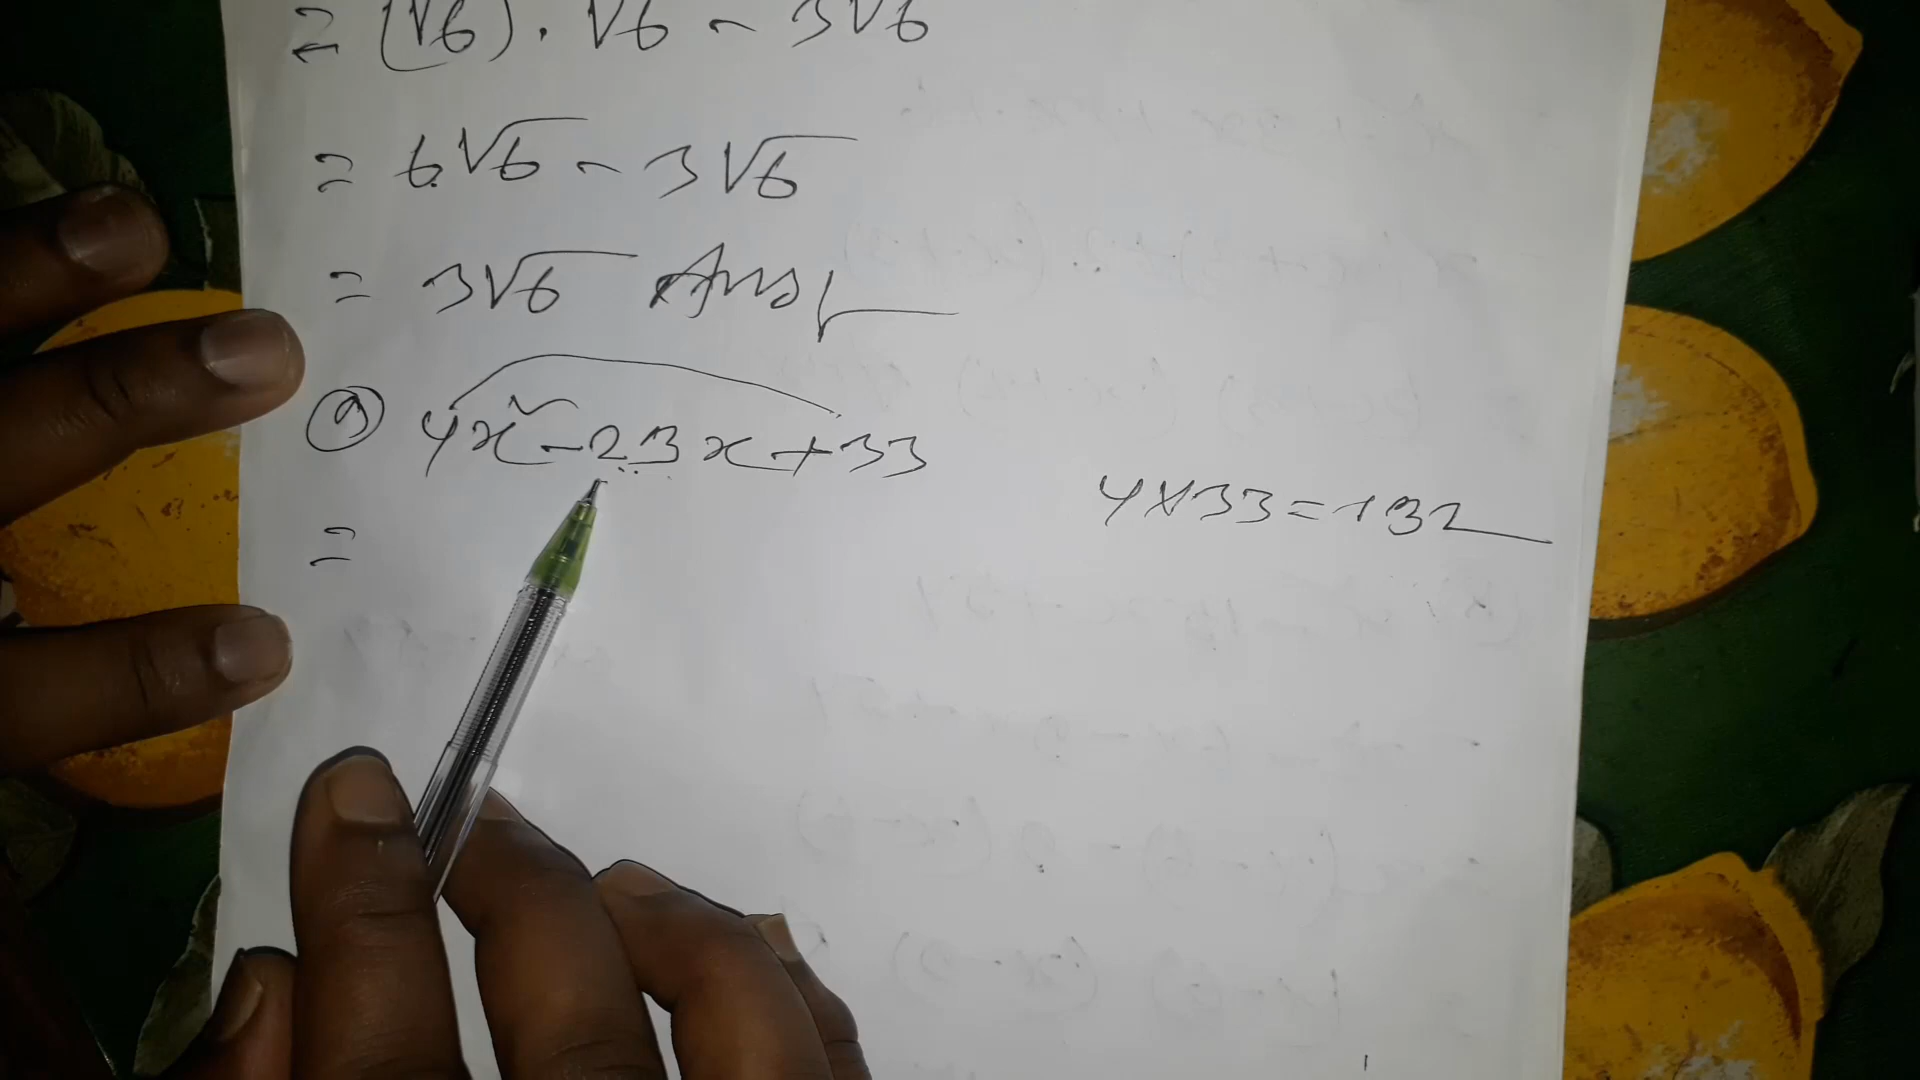 = (√6)·√6 - 3√6
= 6√6 - 3√6
= 3√6 Ans
9 4x² - 23x + 33
4×33=132
=